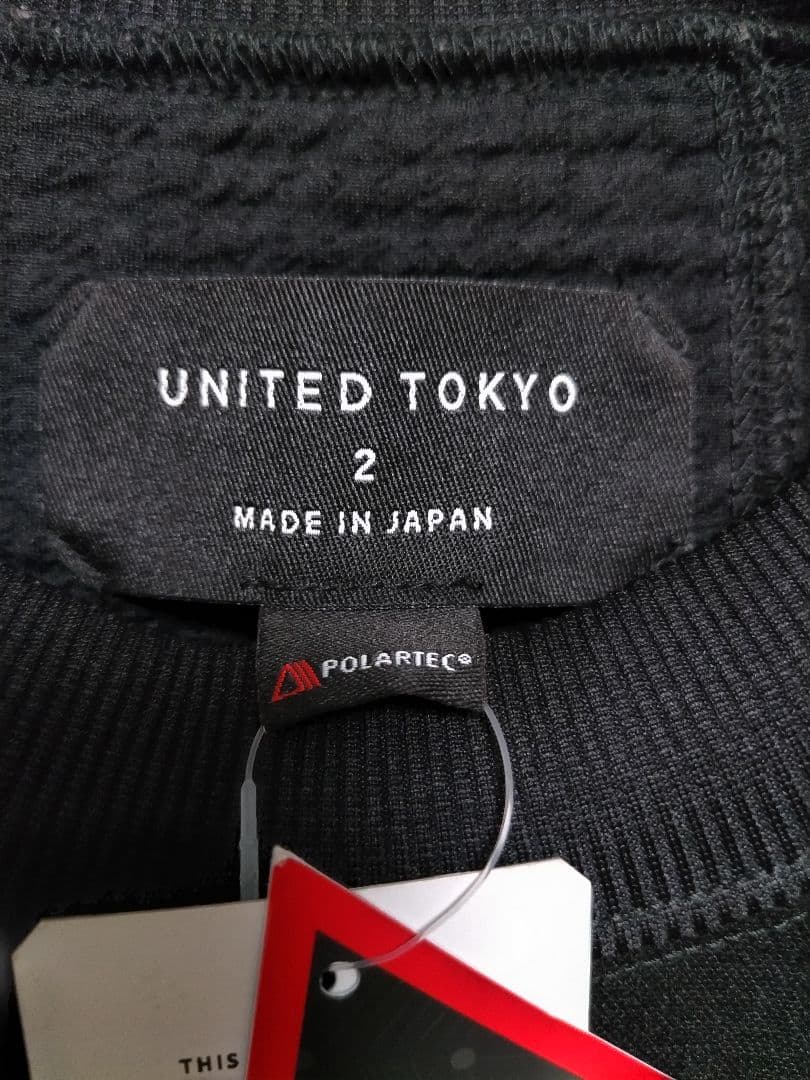 UNITED TOKYO
2
MADE IN JAPAN
POLARTEC®
THIS